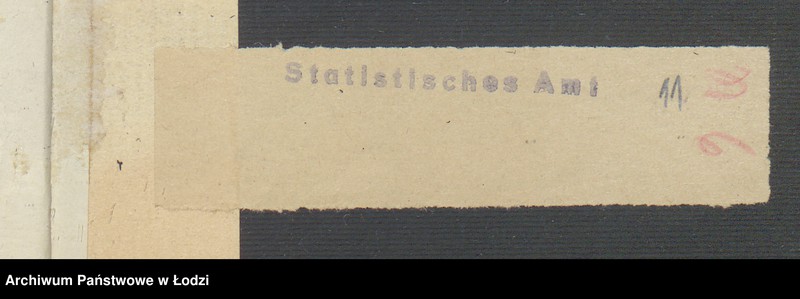 Statistisches Amt
11
Archiwum Państwowe w Łodzi